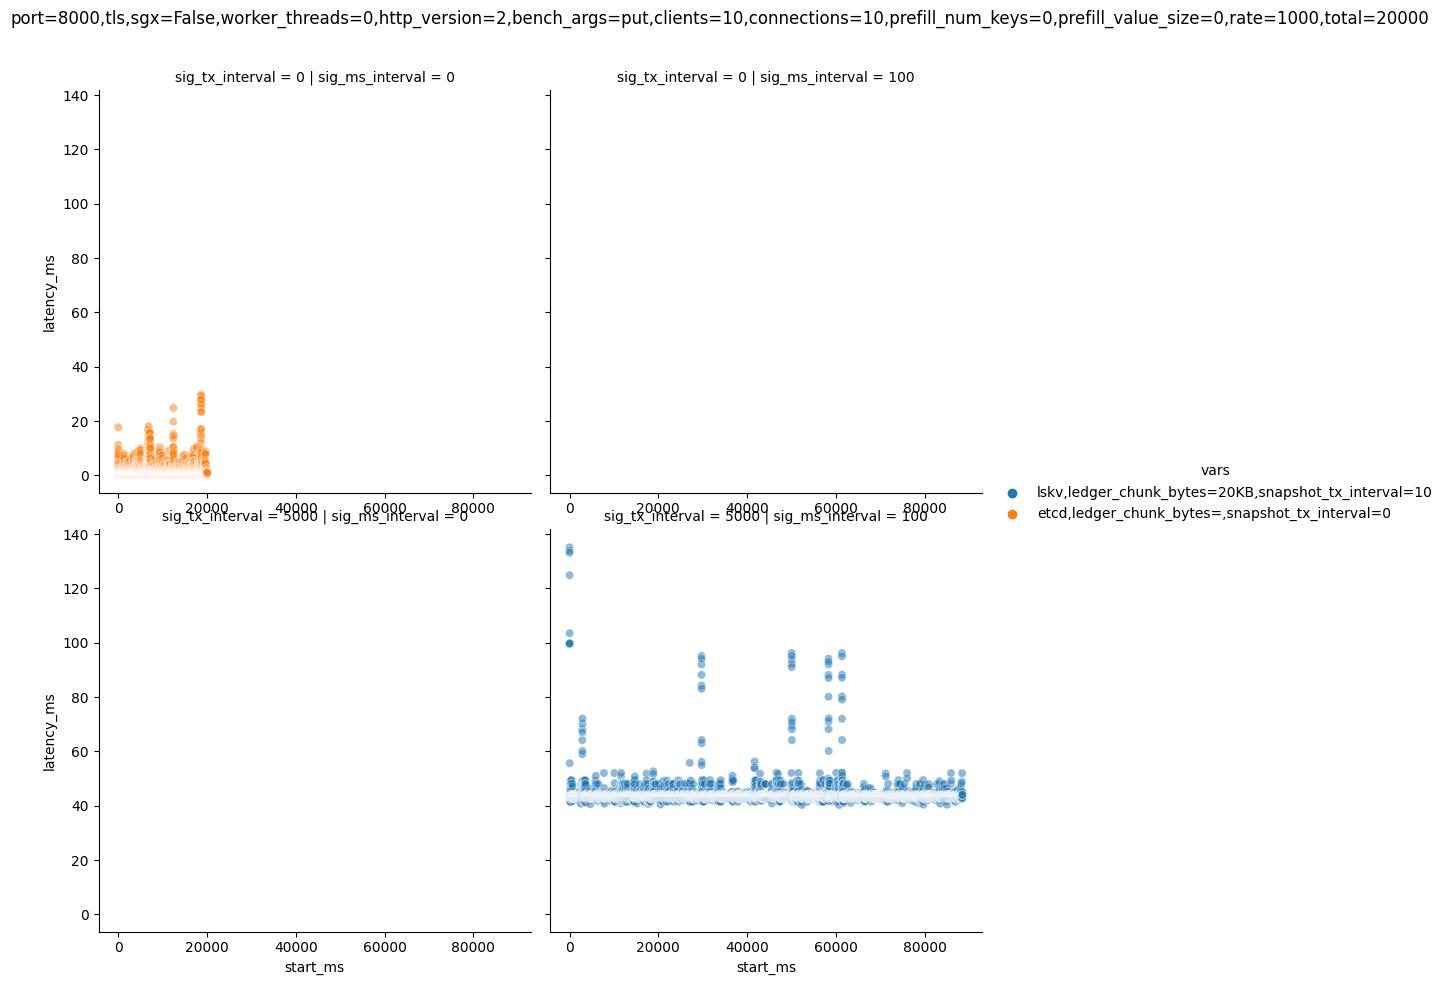 port=8000,tls,sgx=False,worker_threads=0,http_version=2,bench_args=put,clients=10,connections=10,prefill_num_keys=0,prefill_value_size=0,rate=1000,total=20000
sig_tx_interval = 0 | sig_ms_interval = 0
sig_tx_interval = 0 | sig_ms_interval = 100
140
120
100
80
60
40
20
0
latency_ms
0 20000 40000 60000 80000
0 20000 40000 60000 80000
vars
lskv,ledger_chunk_bytes=20KB,snapshot_tx_interval=10
etcd,ledger_chunk_bytes=,snapshot_tx_interval=0
sig_tx_interval = 5000 | sig_ms_interval = 0
sig_tx_interval = 5000 | sig_ms_interval = 100
140
120
100
80
60
40
20
0
latency_ms
0 20000 40000 60000 80000
0 20000 40000 60000 80000
start_ms
start_ms